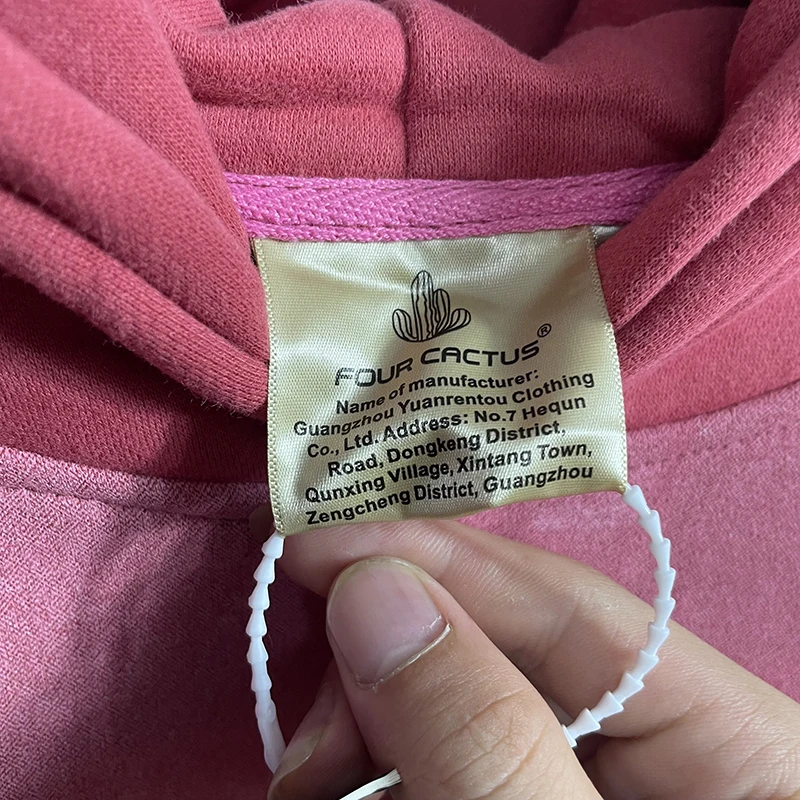 FOUR CACTUS®
Name of manufacturer:
Guangzhou Yuanrentou Clothing
Co., Ltd. Address: No.7 Hequn
Road, Dongkeng District,
Qunxing Village, Xintang Town,
Zengcheng District, Guangzhou